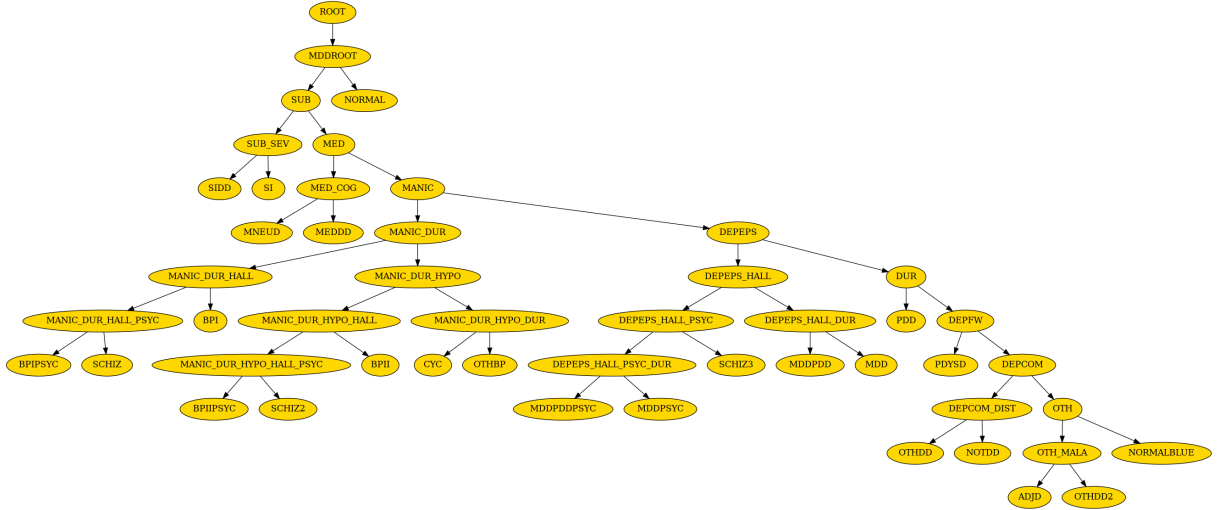 ROOT
MDDROOT
SUB NORMAL
SUB_SEV MED
SIDD SI MED_COG MANIC
MNEUD MEDDD MANIC_DUR DEPEPS
MANIC_DUR_HALL MANIC_DUR_HYPO DEPEPS_HALL DUR
MANIC_DUR_HALL_PSYC BPI MANIC_DUR_HYPO_HALL MANIC_DUR_HYPO_DUR DEPEPS_HALL_PSYC DEPEPS_HALL_DUR PDD DEPFW
BPIPSYC SCHIZ MANIC_DUR_HYPO_HALL_PSYC BPII CYC OTHBP DEPEPS_HALL_PSYC_DUR SCHIZ3 MDDPDD MDD PDYSD DEPCOM
BPIIPSYC SCHIZ2 MDDPDDPSYC MDDPSYC DEPCOM_DIST OTH
OTHDD NOTDD OTH_MALA NORMALBLUE
ADJD OTHDD2